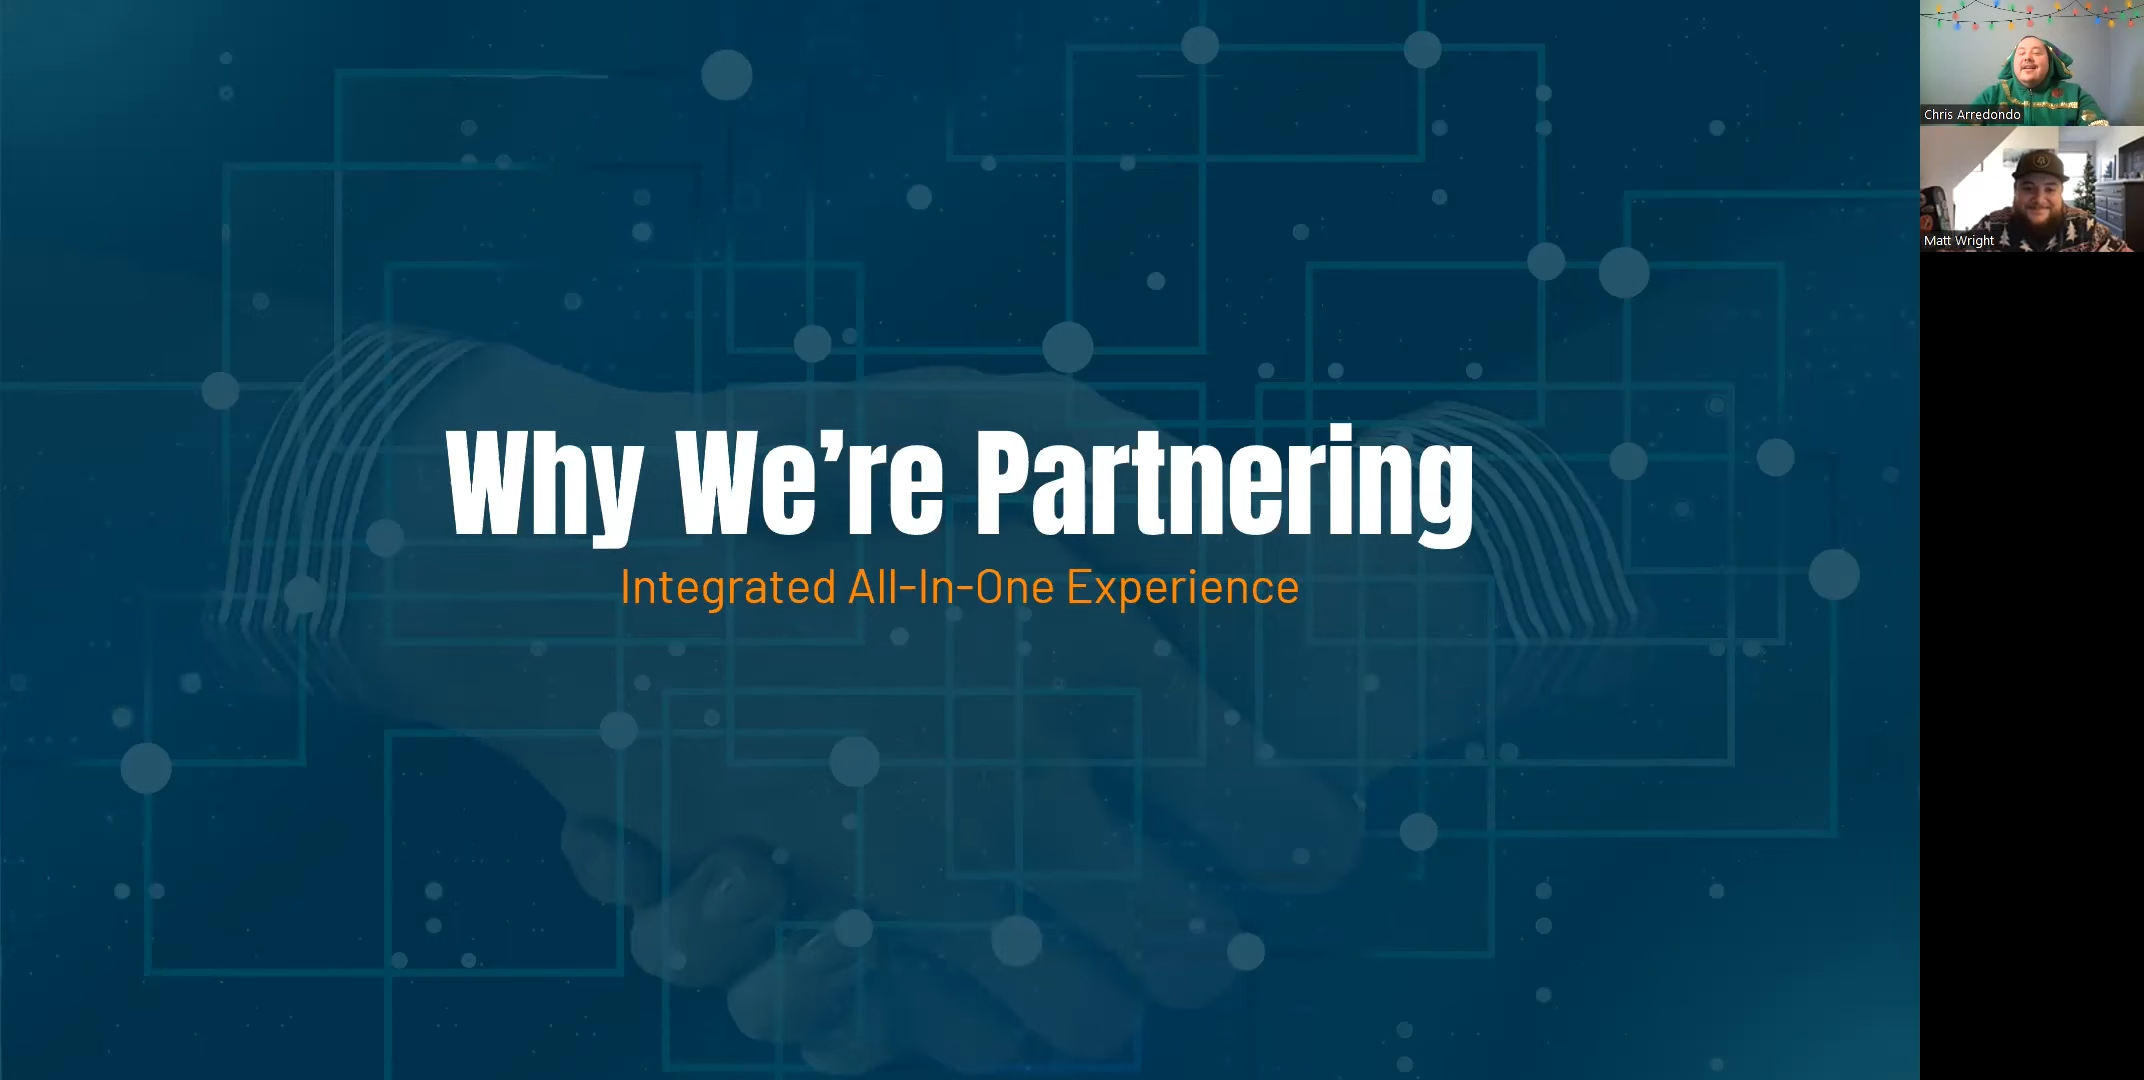 Why We’re Partnering
Integrated All-In-One Experience
Chris Arredondo
Matt Wright